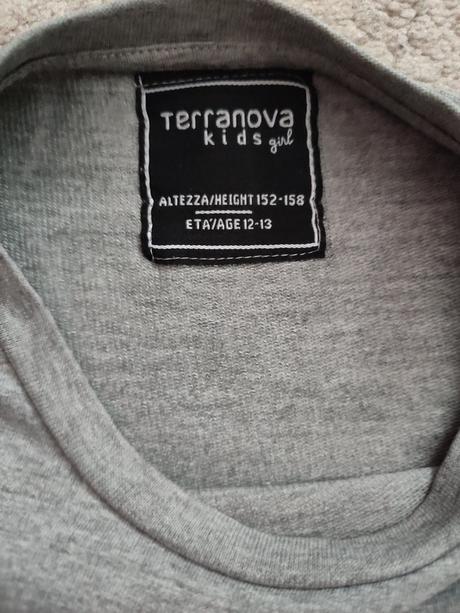 Terranova
kids girl
ALTEZZA/HEIGHT 152-158
ETA'/AGE 12-13